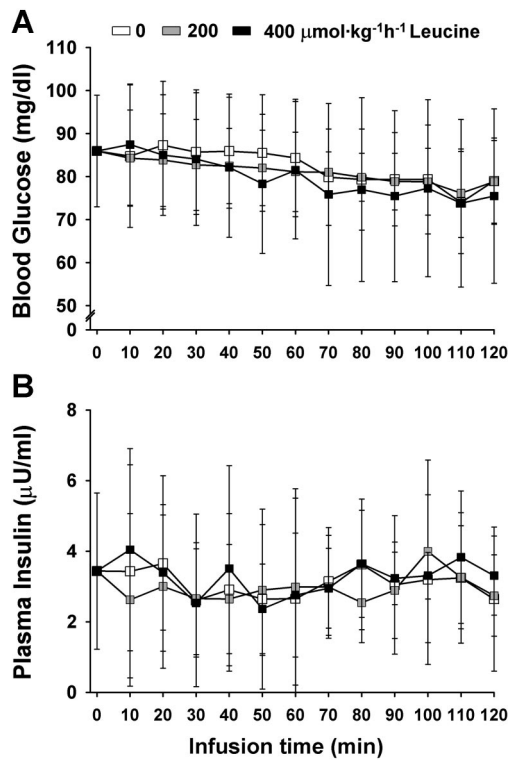 A
0 200 400 µmol·kg⁻¹h⁻¹ Leucine
Blood Glucose (mg/dl)
110
100
90
80
70
60
50
0
0 10 20 30 40 50 60 70 80 90 100 110 120
B
Plasma Insulin (µU/ml)
8
6
4
2
0
0 10 20 30 40 50 60 70 80 90 100 110 120
Infusion time (min)